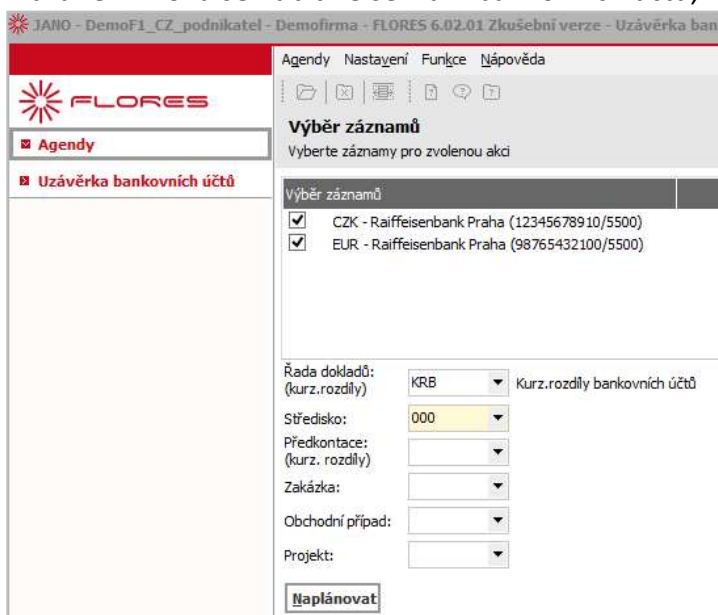 JANO - DemoF1_CZ_podnikatel - Demofirma - FLORES 6.02.01 Zkušební verze - Uzávěrka ban
Agendy Nastavení Funkce Nápověda
FLORES
Výběr záznamů
Agendy
Vyberte záznamy pro zvolenou akci
Uzávěrka bankovních účtů
Výběr záznamů
CZK - Raiffeisenbank Praha (12345678910/5500)
EUR - Raiffeisenbank Praha (98765432100/5500)
Řada dokladů:
(kurz.rozdíly) KRB Kurz.rozdíly bankovních účtů
Středisko: 000
Předkontace:
(kurz. rozdíly)
Zakázka:
Obchodní případ:
Projekt:
Naplánovat